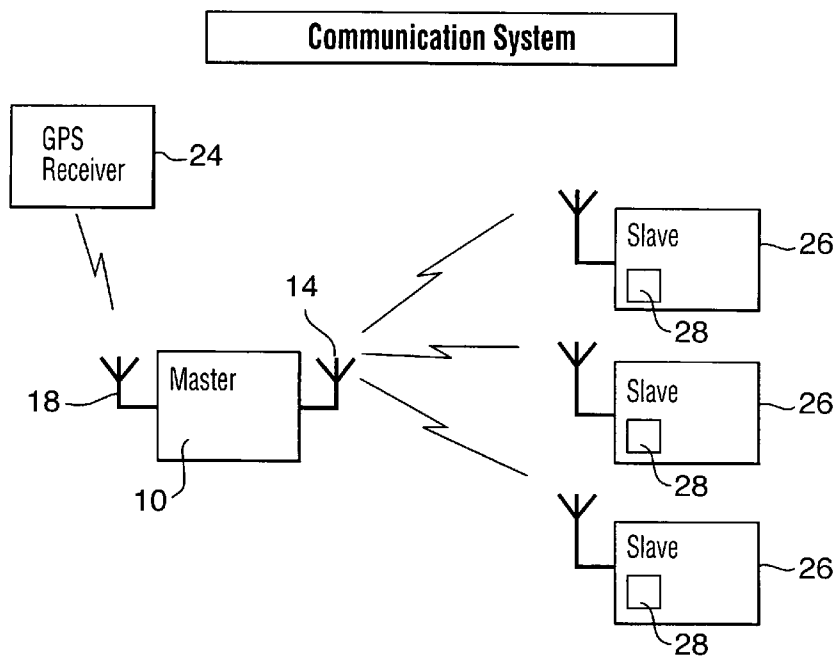 Communication System
GPS
Receiver
24
Slave
26
28
14
18
Master
10
Slave
26
28
Slave
26
28